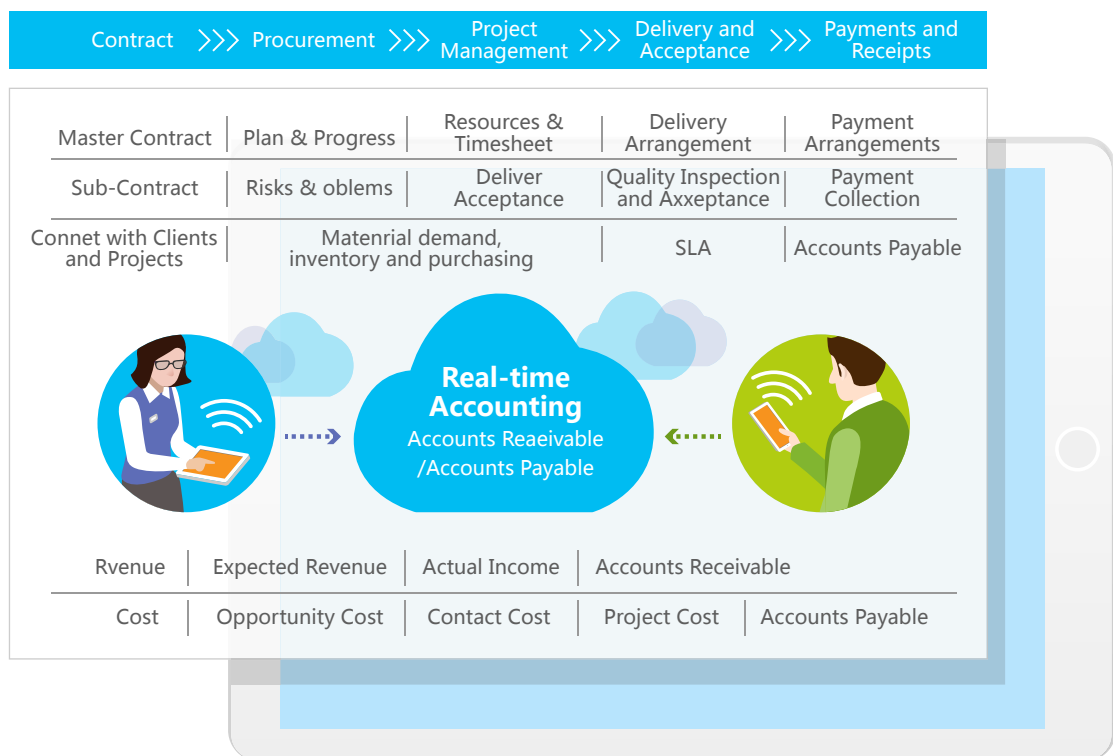 Contract >>> Procurement >>> Project Management >>> Delivery and Acceptance >>> Payments and Receipts
Master Contract
Plan & Progress
Resources &
Timesheet
Delivery
Arrangement
Payment
Arrangements
Sub-Contract
Risks & oblems
Deliver
Acceptance
Quality Inspection
and Axxeptance
Payment
Collection
Connet with Clients
and Projects
Matenrial demand,
inventory and purchasing
SLA
Accounts Payable
Real-time
Accounting
Accounts Reaeivable
/Accounts Payable
Rvenue
Expected Revenue
Actual Income
Accounts Receivable
Cost
Opportunity Cost
Contact Cost
Project Cost
Accounts Payable